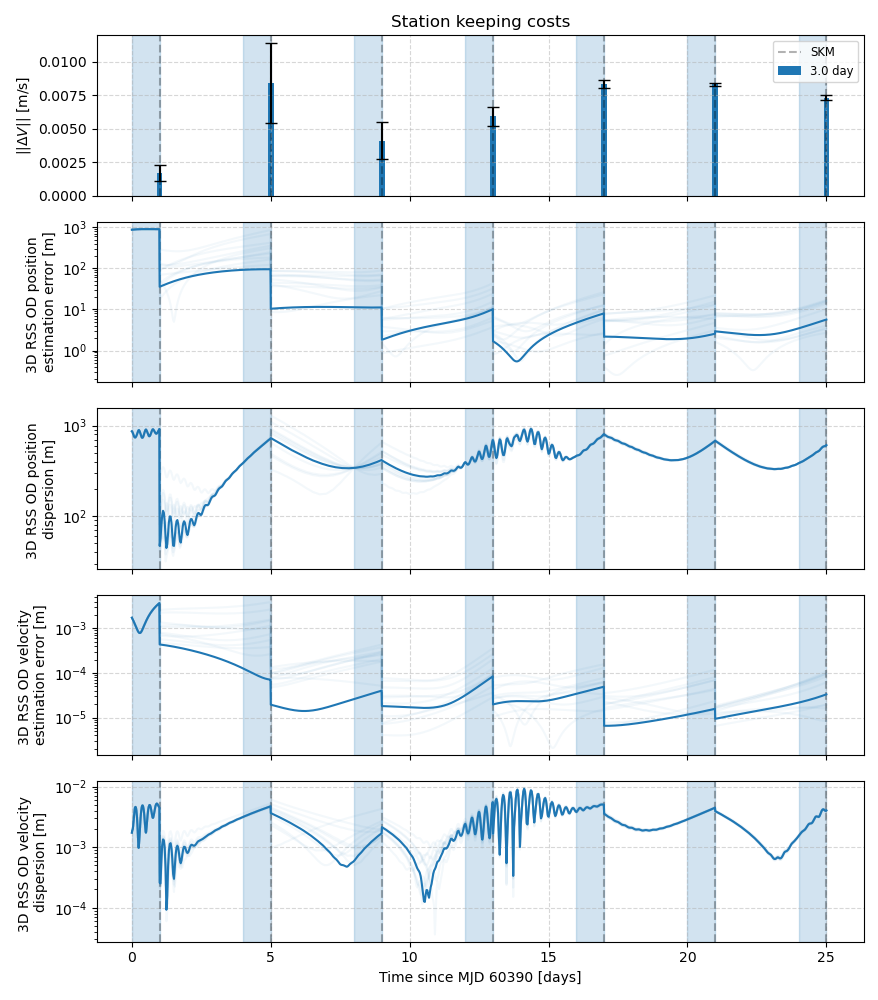 Station keeping costs
||ΔV|| [m/s]
0.0100
0.0075
0.0050
0.0025
0.0000
SKM
3.0 day
3D RSS OD position
estimation error [m]
10³
10²
10¹
10⁰
3D RSS OD position
dispersion [m]
10³
10²
3D RSS OD velocity
estimation error [m]
10⁻³
10⁻⁴
10⁻⁵
3D RSS OD velocity
dispersion [m]
10⁻²
10⁻³
10⁻⁴
0 5 10 15 20 25
Time since MJD 60390 [days]